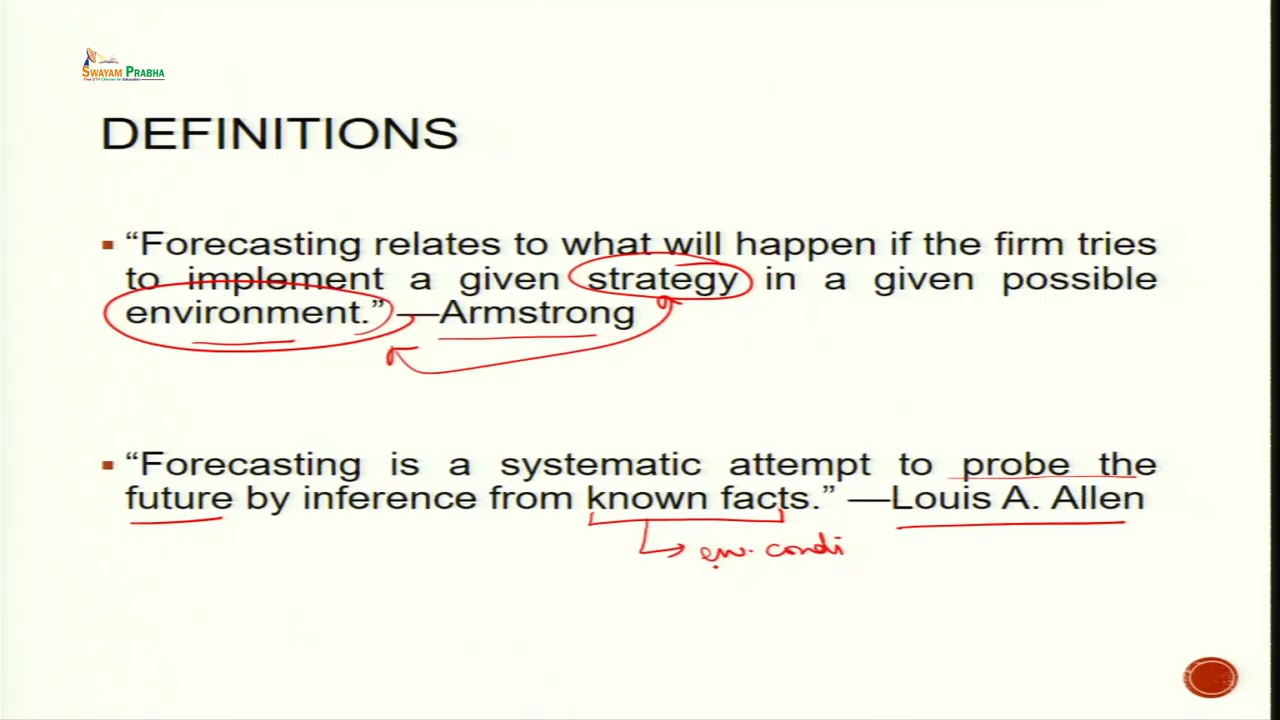 SWAYAM PRABHA
DEFINITIONS
▪ “Forecasting relates to what will happen if the firm tries
to implement a given strategy in a given possible
environment.” —Armstrong
▪ “Forecasting is a systematic attempt to probe the
future by inference from known facts.” —Louis A. Allen
env. condi